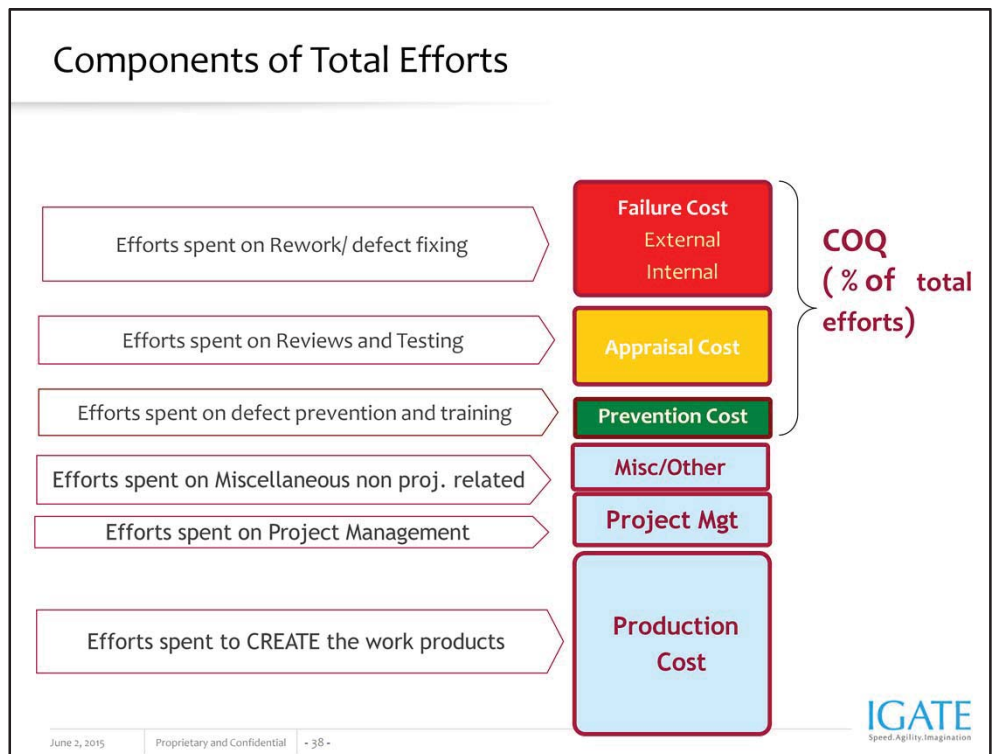 Components of Total Efforts
Efforts spent on Rework/ defect fixing
Failure Cost
External
Internal
COQ
( % of total
efforts)
Efforts spent on Reviews and Testing
Appraisal Cost
Efforts spent on defect prevention and training
Prevention Cost
Efforts spent on Miscellaneous non proj. related
Misc/Other
Efforts spent on Project Management
Project Mgt
Efforts spent to CREATE the work products
Production
Cost
June 2, 2015
Proprietary and Confidential
- 38 -
IGATE
Speed.Agility.Imagination